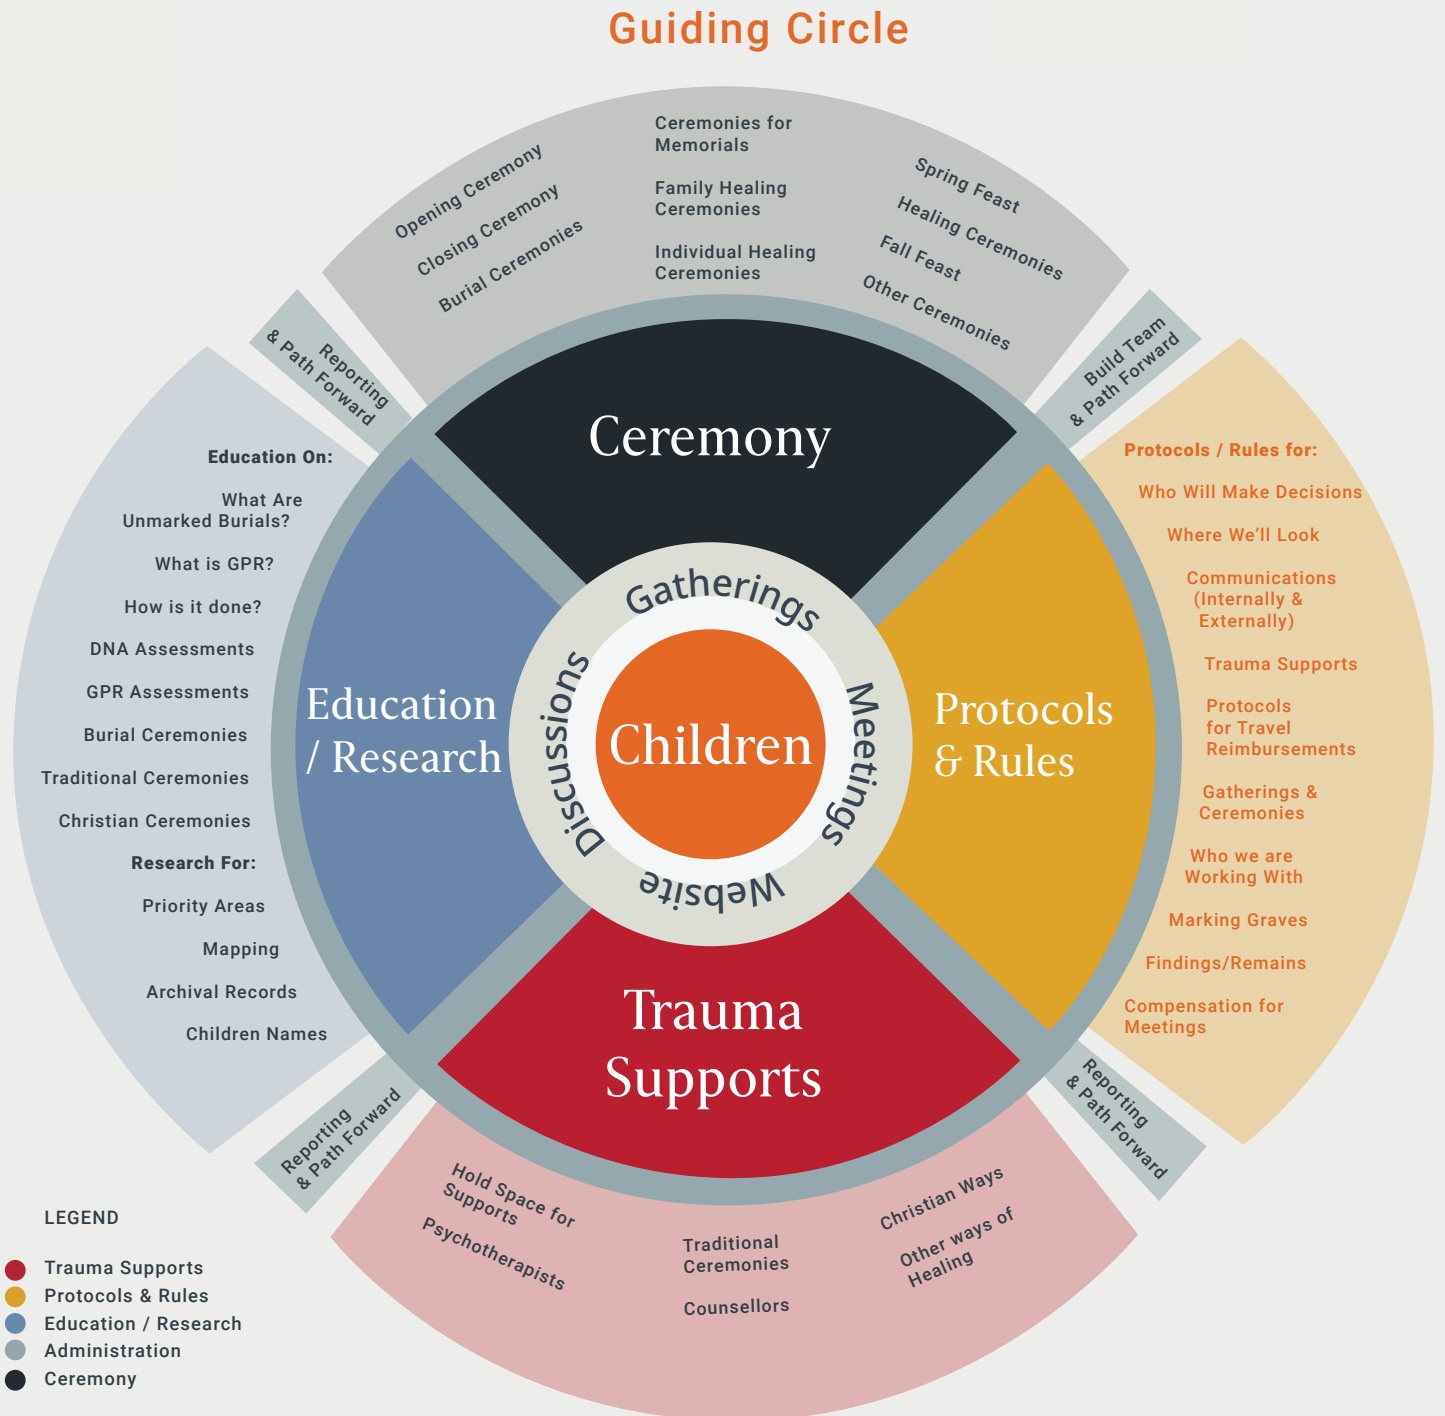 Guiding Circle
Opening Ceremony
Closing Ceremony
Burial Ceremonies
Ceremonies for
Memorials
Family Healing
Ceremonies
Individual Healing
Ceremonies
Spring Feast
Healing Ceremonies
Fall Feast
Other Ceremonies
Reporting
& Path Forward
Build Team
& Path Forward
Ceremony
Education On:
What Are
Unmarked Burials?
What is GPR?
How is it done?
DNA Assessments
GPR Assessments
Burial Ceremonies
Traditional Ceremonies
Christian Ceremonies
Research For:
Priority Areas
Mapping
Archival Records
Children Names
Education
/ Research
Gatherings
Meetings
Website
Discussions
Children
Protocols
& Rules
Protocols / Rules for:
Who Will Make Decisions
Where We’ll Look
Communications
(Internally &
Externally)
Trauma Supports
Protocols
for Travel
Reimbursements
Gatherings &
Ceremonies
Who we are
Working With
Marking Graves
Findings/Remains
Compensation for
Meetings
Trauma
Supports
Reporting
& Path Forward
Reporting
& Path Forward
Hold Space for
Supports
Psychotherapists
Traditional
Ceremonies
Counsellors
Christian Ways
Other ways of
Healing
LEGEND
Trauma Supports
Protocols & Rules
Education / Research
Administration
Ceremony